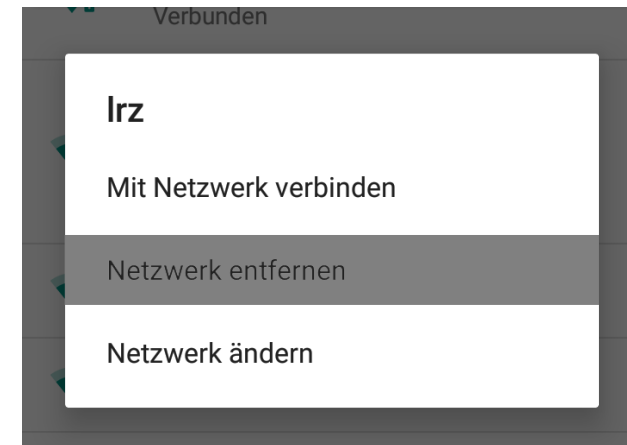 Verbunden
lrz
Mit Netzwerk verbinden
Netzwerk entfernen
Netzwerk ändern